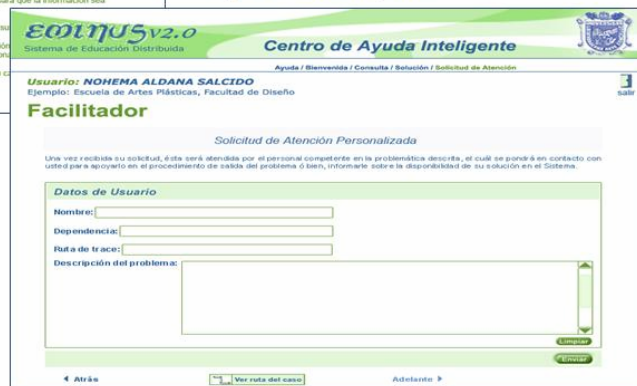 para que la información sea
EMINUS v2.0
Sistema de Educación Distribuida
Centro de Ayuda Inteligente
Ayuda / Bienvenida / Consulta / Solución / Solicitud de Atención
Usuario: NOHEMA ALDANA SALCIDO
Ejemplo: Escuela de Artes Plásticas, Facultad de Diseño
salir
Facilitador
Solicitud de Atención Personalizada
Una vez recibida su solicitud, ésta será atendida por el personal competente en la problemática descrita, el cuál se pondrá en contacto con
usted para apoyarlo en el procedimiento de salida del problema ó bien, informarle sobre la disponibilidad de su solución en el Sistema.
Datos de Usuario
Nombre:
Dependencia:
Ruta de trace:
Descripción del problema:
Limpiar
Enviar
Atrás
Ver ruta del caso
Adelante